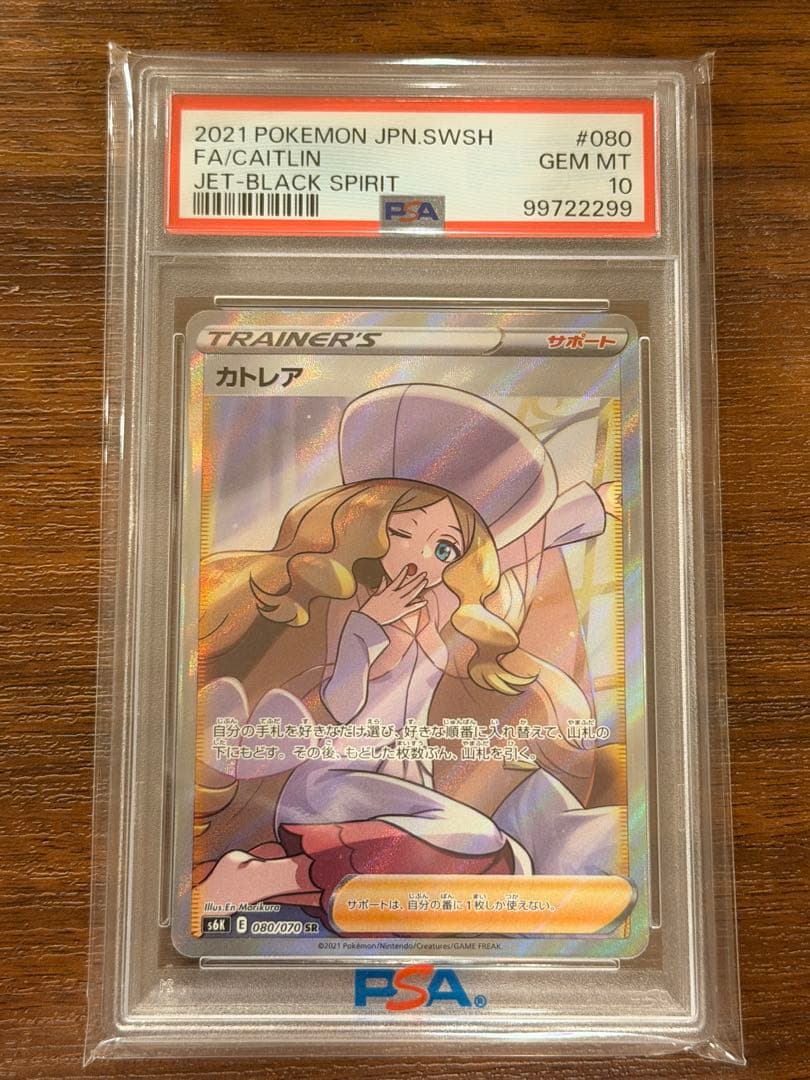 2021 POKEMON JPN.SWSH #080
FA/CAITLIN GEM MT
JET-BLACK SPIRIT 10
PSA 99722299
TRAINER'S サポート
カトレア
自分の手札を好きなだけ選び、好きな順番に入れ替えて、山札の
下にもどす。その後、もどした枚数ぶん、山札を引く。
Illus. En Morikura
サポートは、自分の番に1枚しか使えない。
s6K E 080/070 SR
©2021 Pokémon/Nintendo/Creatures/GAME FREAK.
PSA®